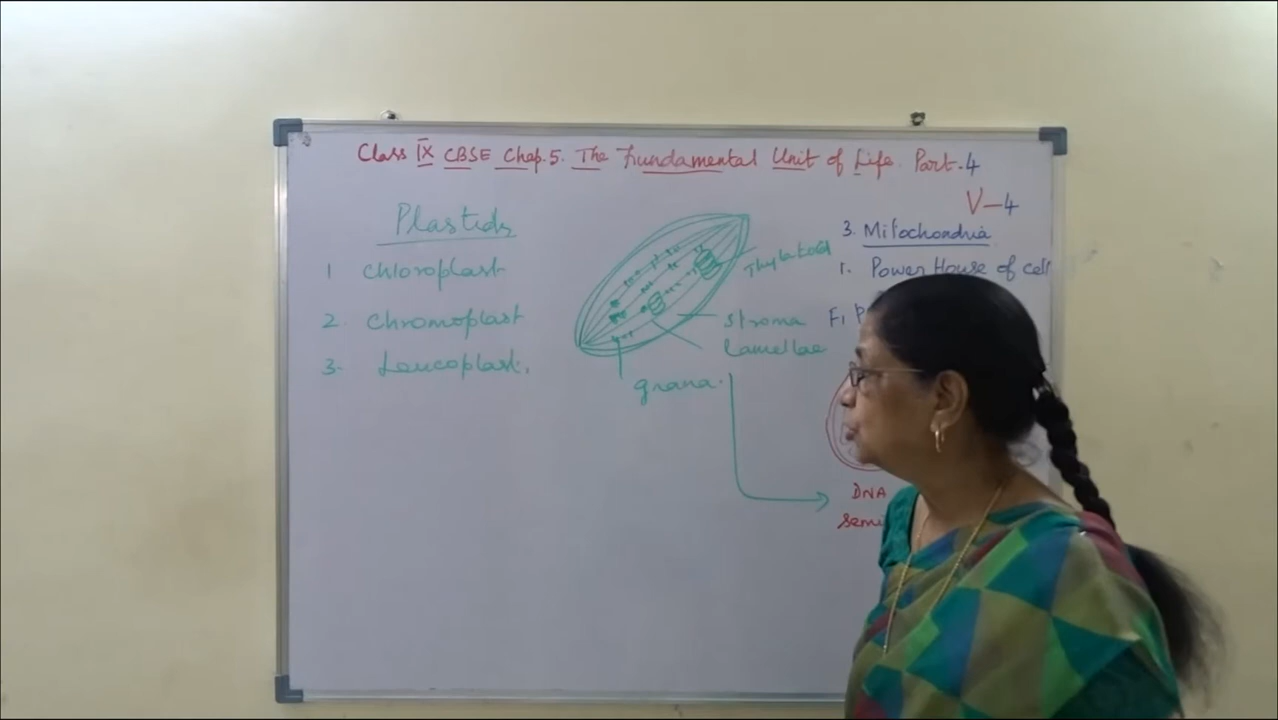 Class IX CBSE Chap.5. The Fundamental Unit of Life. Part-4
V-4
Plastids
1 Chloroplast
2. Chromoplast
3. Leucoplast.
Thylakoid
Stroma
Lamellae
grana.
3. Mitochondria
1. Power House of cell
F1
DNA